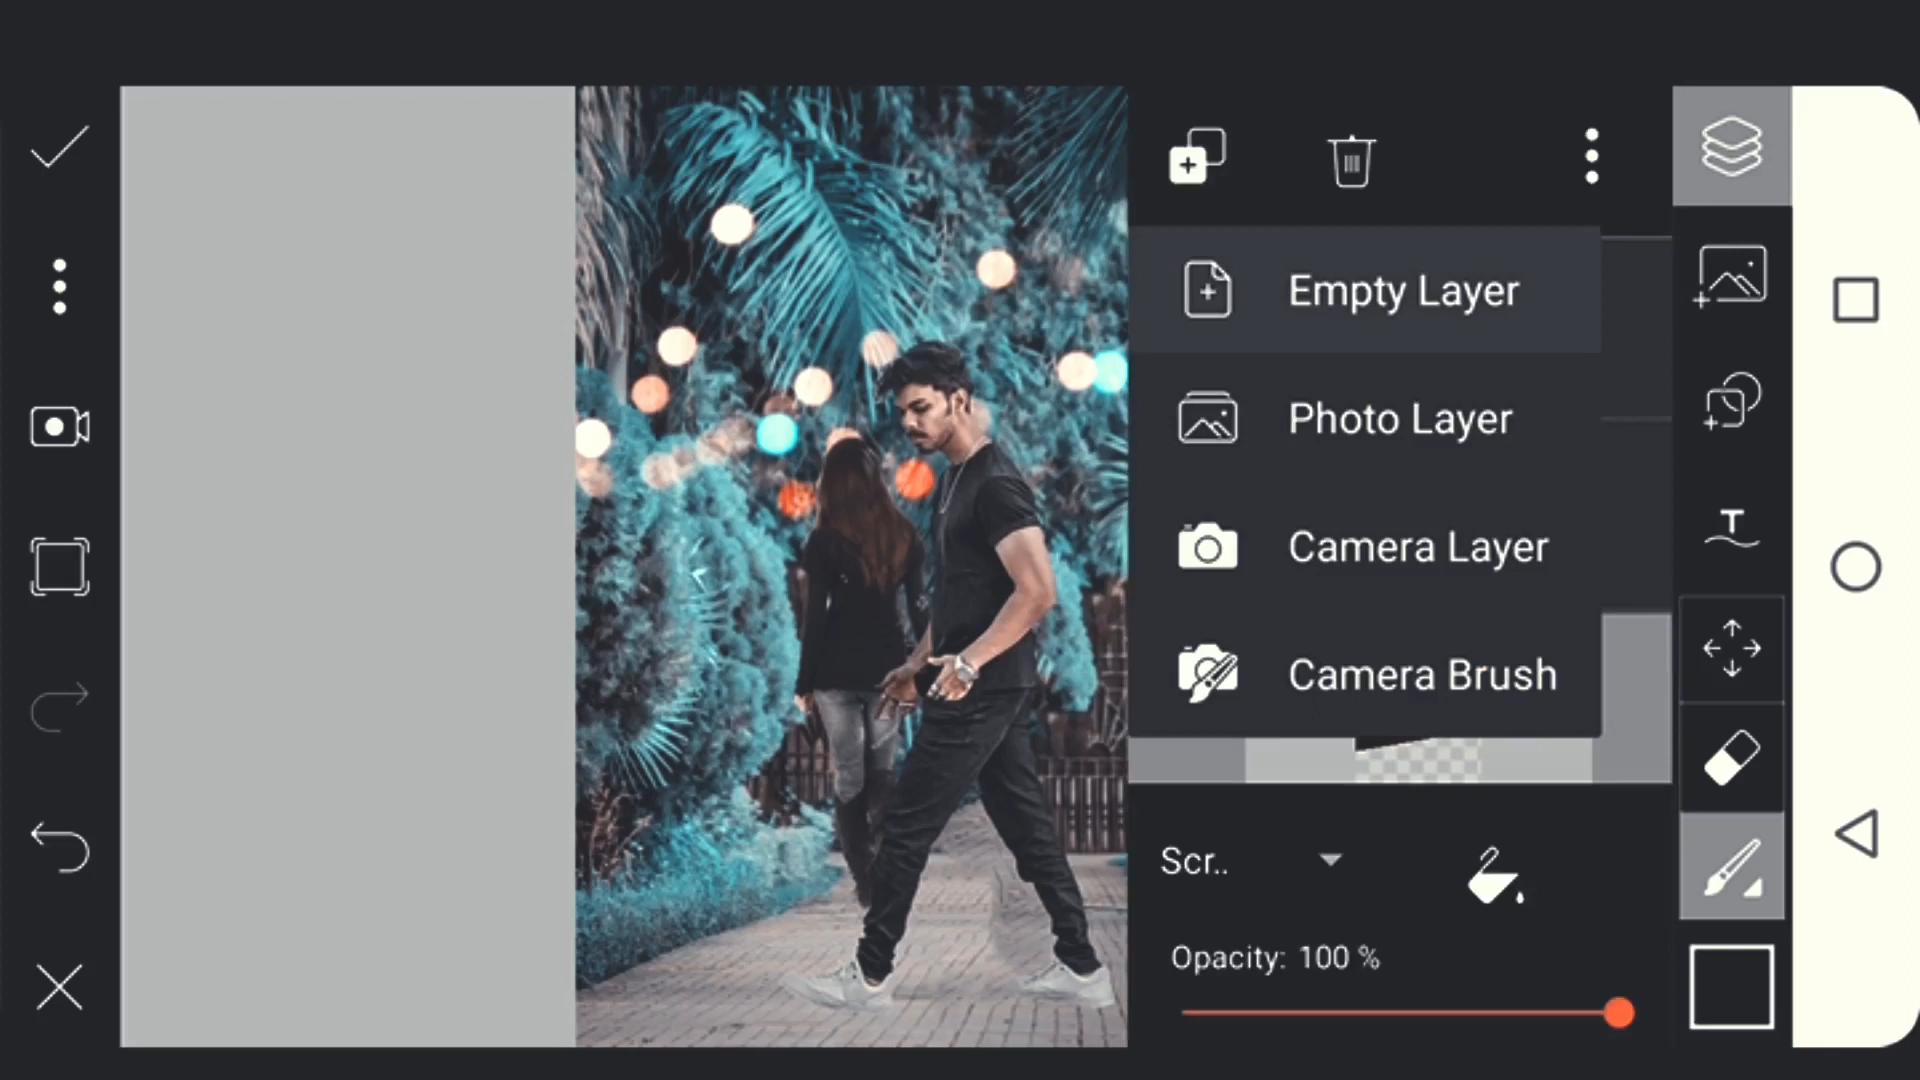 Empty Layer
Photo Layer
Camera Layer
Camera Brush
T
Scr..
Opacity: 100 %